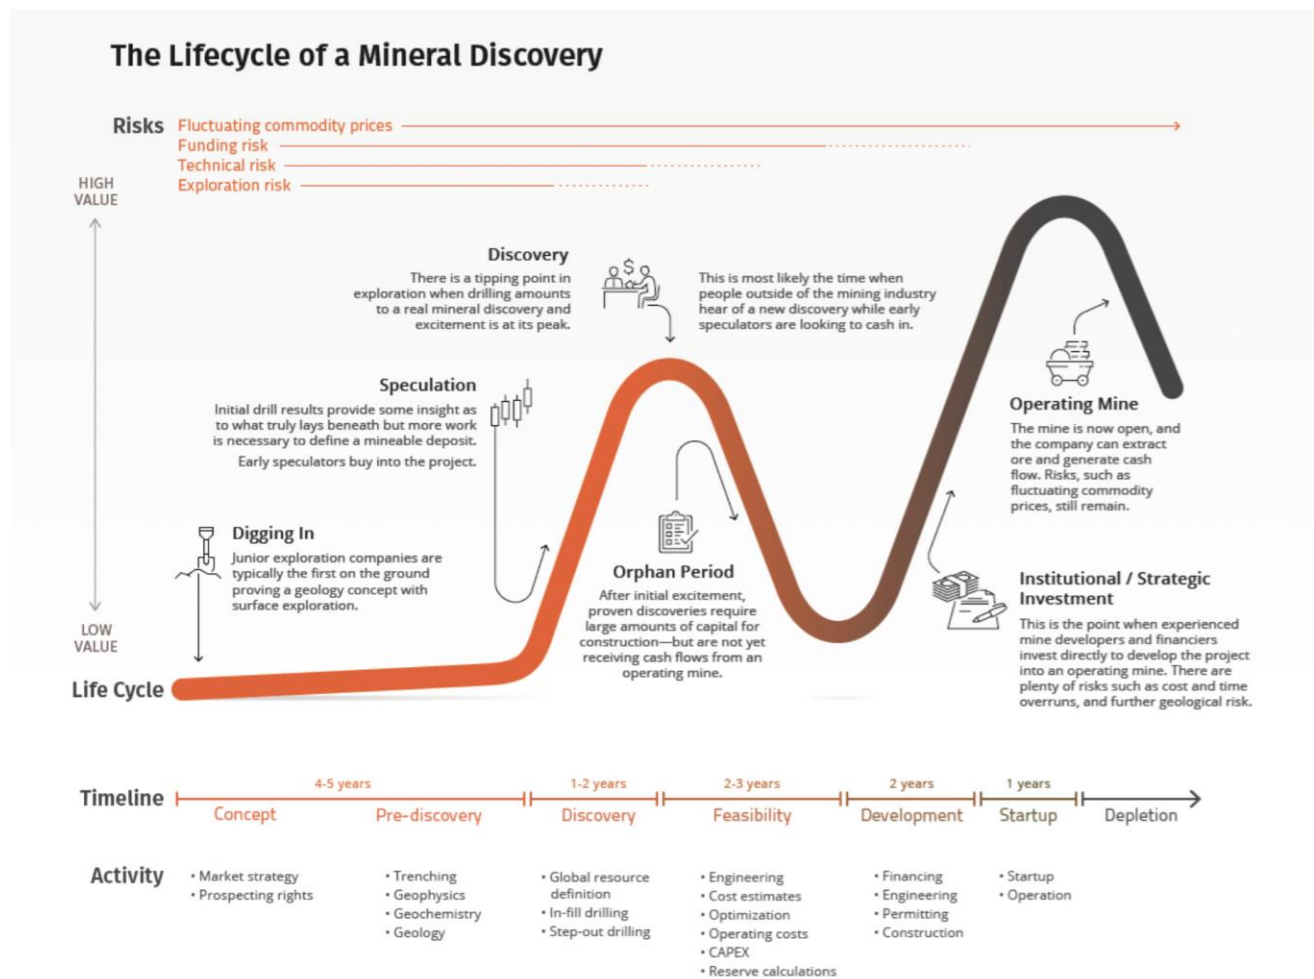 The Lifecycle of a Mineral Discovery
Risks
Fluctuating commodity prices
Funding risk
Technical risk
Exploration risk
HIGH
VALUE
Discovery
There is a tipping point in
exploration when drilling amounts
to a real mineral discovery and
excitement is at its peak.
$
This is most likely the time when
people outside of the mining industry
hear of a new discovery while early
speculators are looking to cash in.
Speculation
Initial drill results provide some insight as
to what truly lays beneath but more work
is necessary to define a mineable deposit.
Early speculators buy into the project.
Operating Mine
The mine is now open, and
the company can extract
ore and generate cash
flow. Risks, such as
fluctuating commodity
prices, still remain.
Digging In
Junior exploration companies are
typically the first on the ground
proving a geology concept with
surface exploration.
Orphan Period
After initial excitement,
proven discoveries require
large amounts of capital for
construction—but are not yet
receiving cash flows from an
operating mine.
Institutional / Strategic
Investment
This is the point when experienced
mine developers and financiers
invest directly to develop the project
into an operating mine. There are
plenty of risks such as cost and time
overruns, and further geological risk.
LOW
VALUE
Life Cycle
Timeline
4-5 years
1-2 years
2-3 years
2 years
1 years
Concept
Pre-discovery
Discovery
Feasibility
Development
Startup
Depletion
Activity
• Market strategy
• Prospecting rights
• Trenching
• Geophysics
• Geochemistry
• Geology
• Global resource
definition
• In-fill drilling
• Step-out drilling
• Engineering
• Cost estimates
• Optimization
• Operating costs
• CAPEX
• Reserve calculations
• Financing
• Engineering
• Permitting
• Construction
• Startup
• Operation